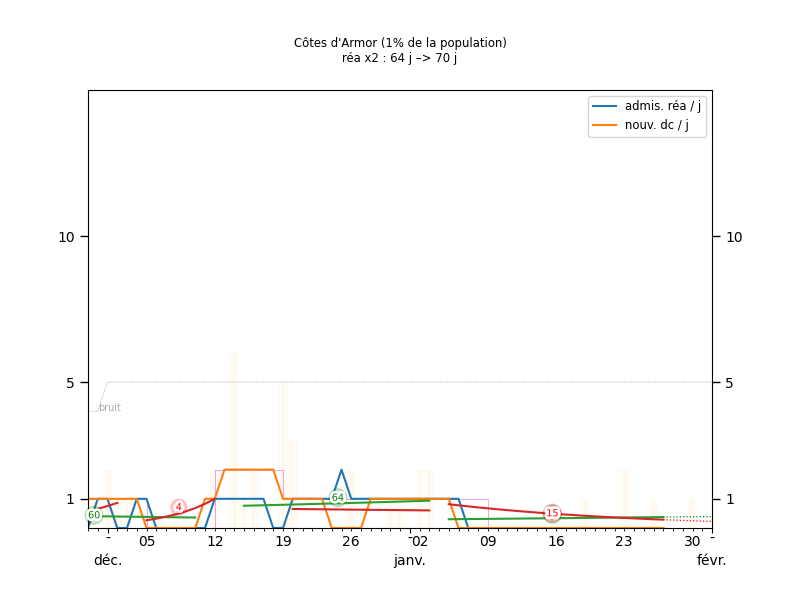 Côtes d'Armor (1% de la population)
réa x2 : 64 j –> 70 j
admis. réa / j
nouv. dc / j
10 10
5 5
bruit
1 1
64
4
15
60
05 12 19 26 02 09 16 23 30
déc. janv. févr.